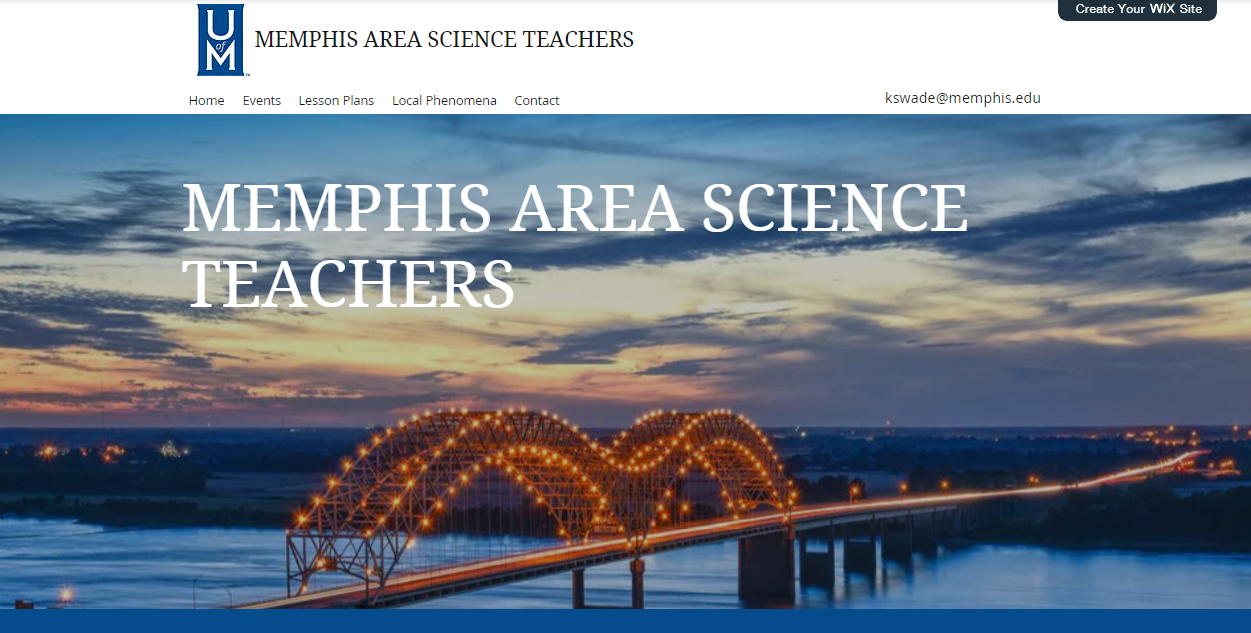 Create Your WiX Site
U
of
M
™
MEMPHIS AREA SCIENCE TEACHERS
Home Events Lesson Plans Local Phenomena Contact
kswade@memphis.edu
MEMPHIS AREA SCIENCE
TEACHERS